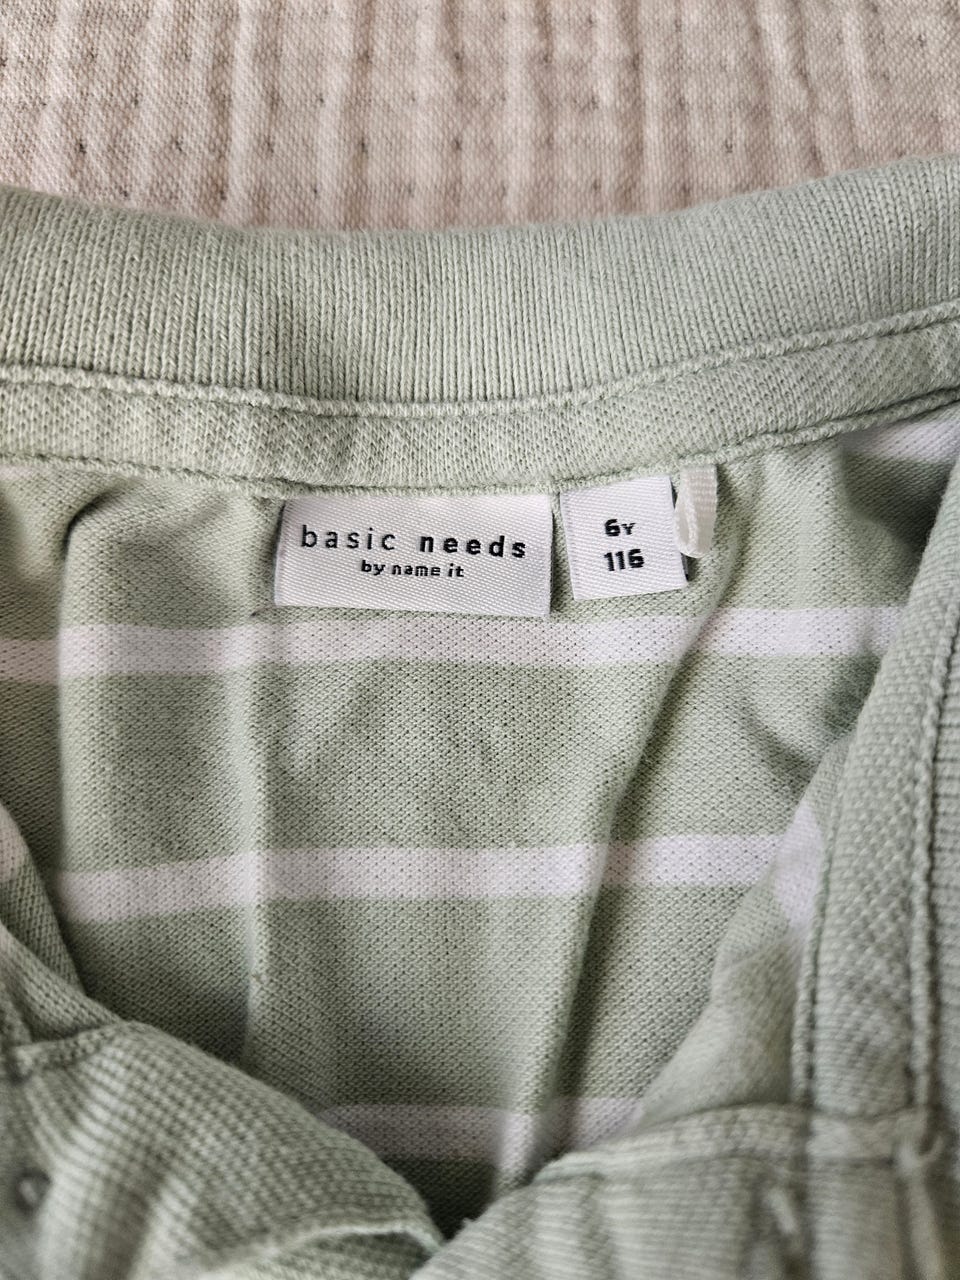 basic needs
by name it
6Y
116